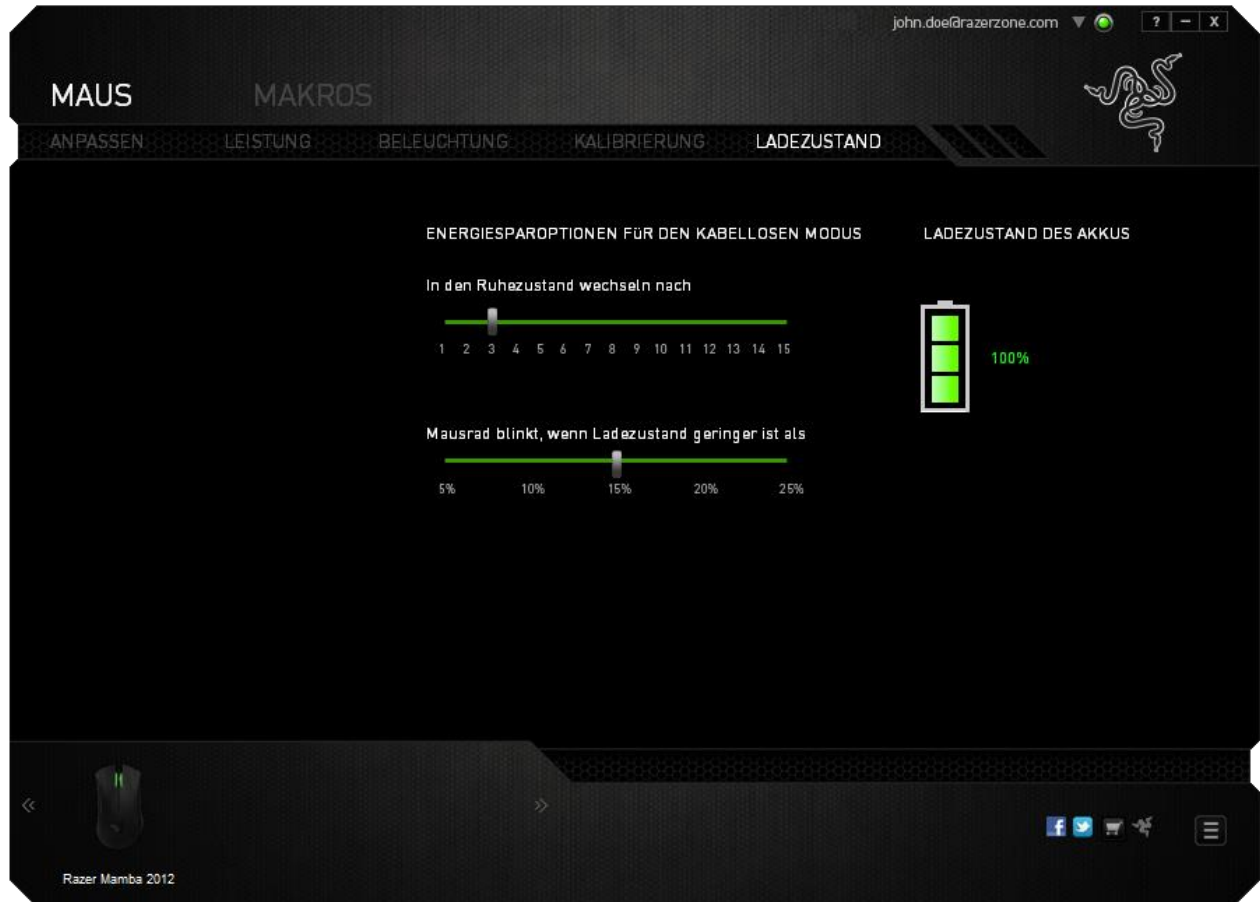 john.doe@razerzone.com
? – X
MAUS MAKROS
ANPASSEN LEISTUNG BELEUCHTUNG KALIBRIERUNG LADEZUSTAND
ENERGIESPAROPTIONEN FüR DEN KABELLOSEN MODUS
LADEZUSTAND DES AKKUS
In den Ruhezustand wechseln nach
1 2 3 4 5 6 7 8 9 10 11 12 13 14 15
100%
Mausrad blinkt, wenn Ladezustand geringer ist als
5% 10% 15% 20% 25%
Razer Mamba 2012